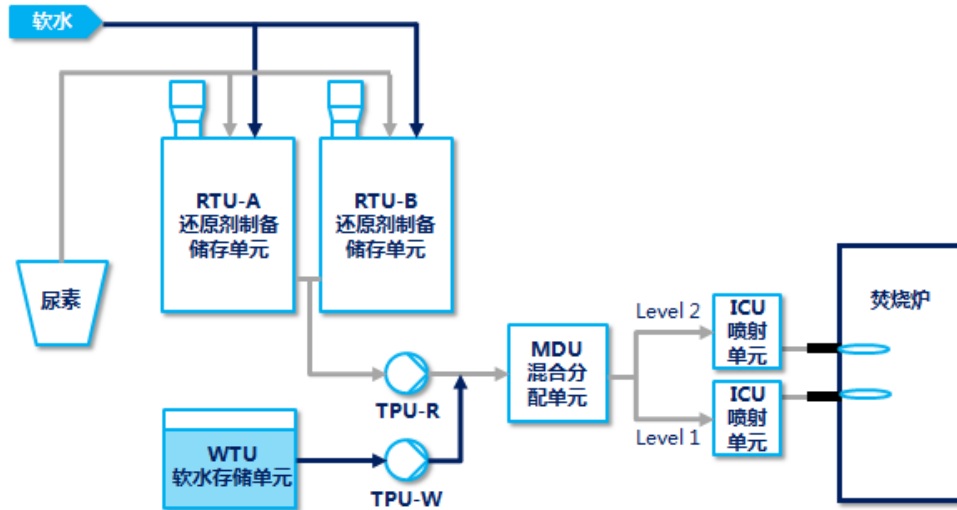 软水
RTU-A
还原剂制备
储存单元
RTU-B
还原剂制备
储存单元
尿素
焚烧炉
Level 2
ICU
喷射
单元
MDU
混合分
配单元
TPU-R
ICU
喷射
单元
Level 1
WTU
软水存储单元
TPU-W